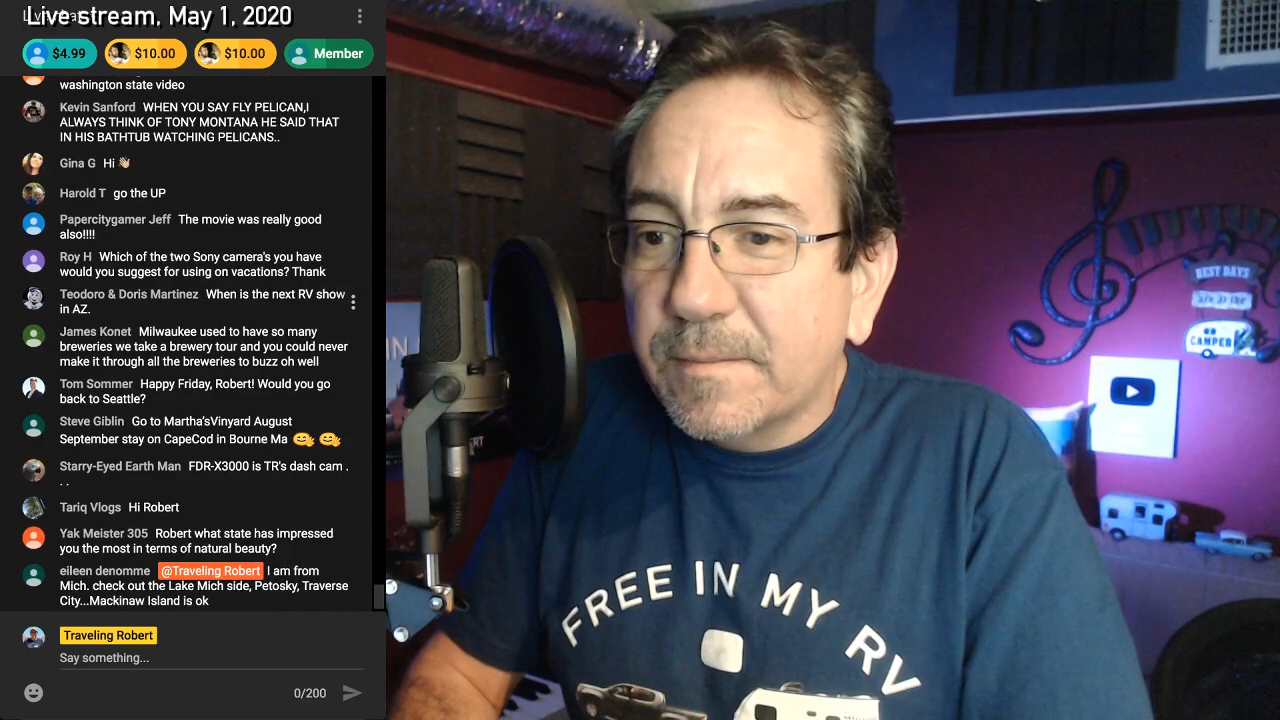 Live stream, May 1, 2020
$4.99
$10.00
$10.00
Member
washington state video
Kevin Sanford WHEN YOU SAY FLY PELICAN,I
ALWAYS THINK OF TONY MONTANA HE SAID THAT
IN HIS BATHTUB WATCHING PELICANS..
Gina G Hi 👋🏼
Harold T go the UP
Papercitygamer Jeff The movie was really good
also!!!!
Roy H Which of the two Sony camera's you have
would you suggest for using on vacations? Thank
Teodoro & Doris Martinez When is the next RV show
in AZ.
James Konet Milwaukee used to have so many
breweries we take a brewery tour and you could never
make it through all the breweries to buzz oh well
Tom Sommer Happy Friday, Robert! Would you go
back to Seattle?
Steve Giblin Go to Martha'sVinyard August
September stay on CapeCod in Bourne Ma 🤗 🤗
Starry-Eyed Earth Man FDR-X3000 is TR's dash cam .
. .
Tariq Vlogs Hi Robert
Yak Meister 305 Robert what state has impressed
you the most in terms of natural beauty?
eileen denomme @Traveling Robert I am from
Mich. check out the Lake Mich side, Petosky, Traverse
City...Mackinaw Island is ok
Traveling Robert
Say something...
0/200
FREE IN MY RV
BEST DAYS
are at the
CAMPER
IN